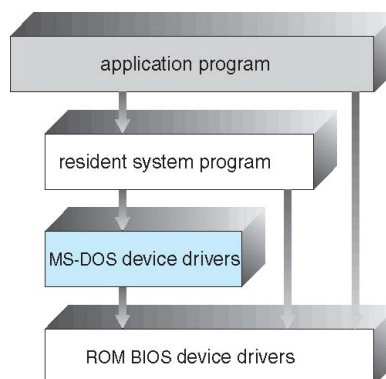 application program
resident system program
MS-DOS device drivers
ROM BIOS device drivers